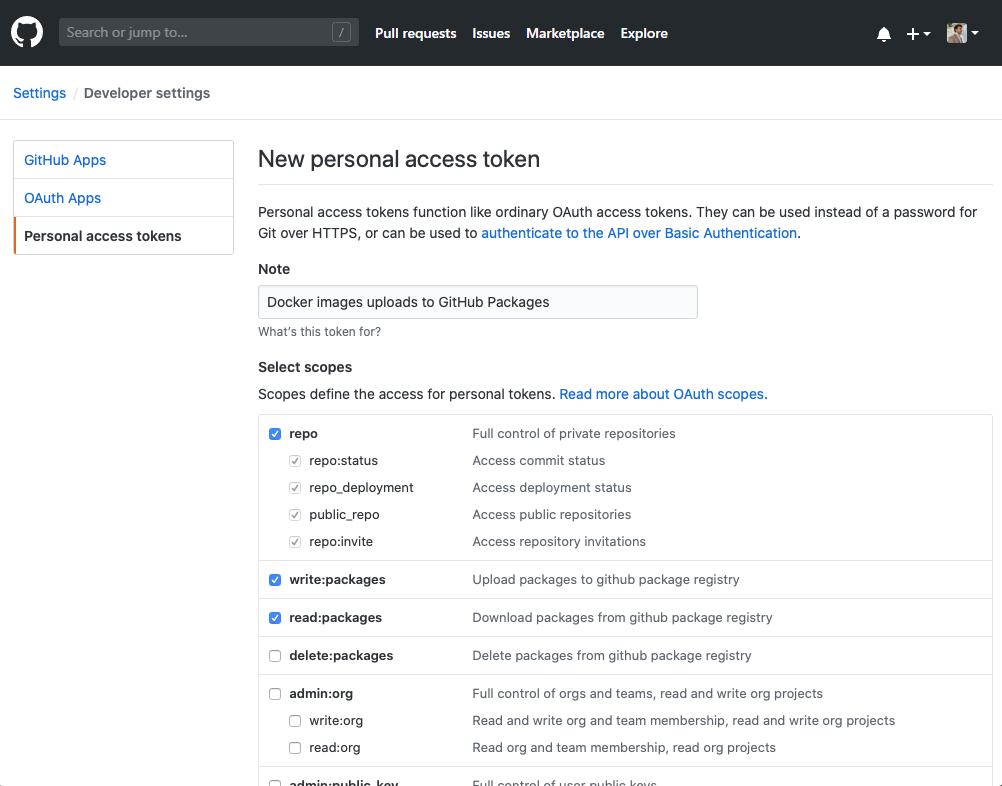 Search or jump to... /
Pull requests Issues Marketplace Explore
Settings / Developer settings
GitHub Apps
OAuth Apps
Personal access tokens
New personal access token
Personal access tokens function like ordinary OAuth access tokens. They can be used instead of a password for
Git over HTTPS, or can be used to authenticate to the API over Basic Authentication.
Note
Docker images uploads to GitHub Packages
What's this token for?
Select scopes
Scopes define the access for personal tokens. Read more about OAuth scopes.
repo Full control of private repositories
repo:status Access commit status
repo_deployment Access deployment status
public_repo Access public repositories
repo:invite Access repository invitations
write:packages Upload packages to github package registry
read:packages Download packages from github package registry
delete:packages Delete packages from github package registry
admin:org Full control of orgs and teams, read and write org projects
write:org Read and write org and team membership, read and write org projects
read:org Read org and team membership, read org projects
admin:public_key Full control of user public keys